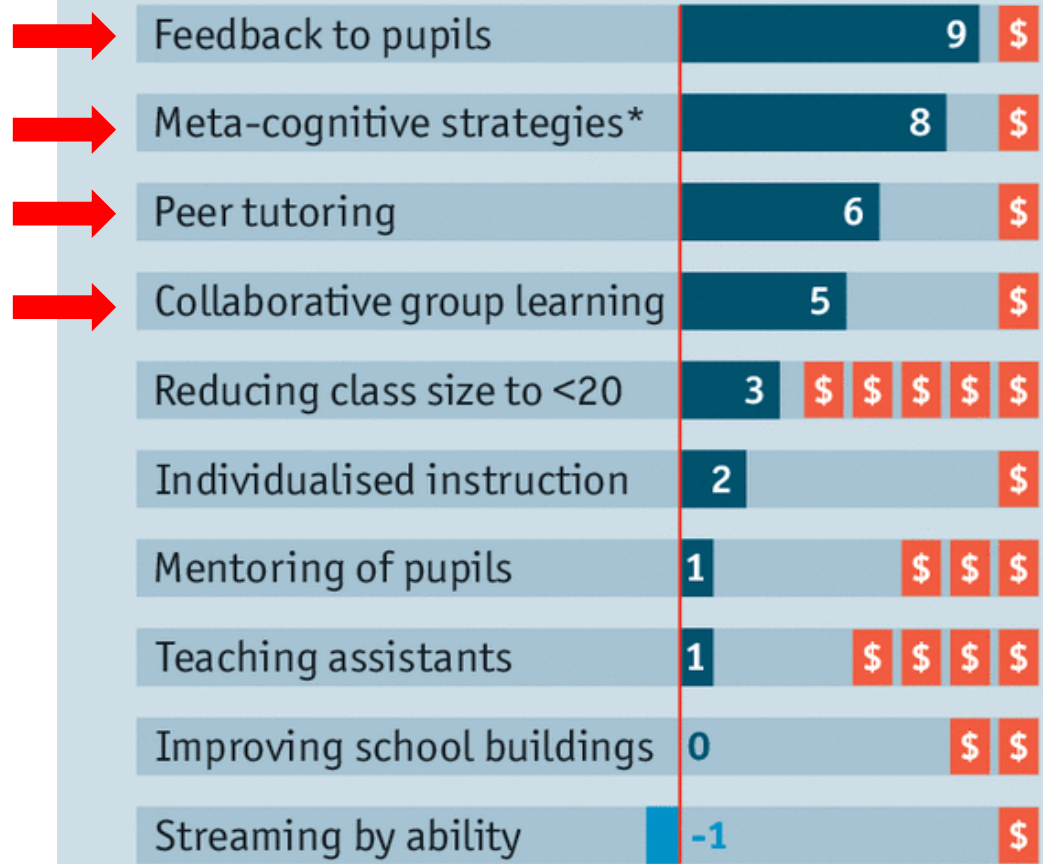 Feedback to pupils 9 $
Meta-cognitive strategies* 8 $
Peer tutoring 6 $
Collaborative group learning 5 $
Reducing class size to <20 3 $ $ $ $ $
Individualised instruction 2 $
Mentoring of pupils 1 $ $ $
Teaching assistants 1 $ $ $ $
Improving school buildings 0 $ $
Streaming by ability -1 $